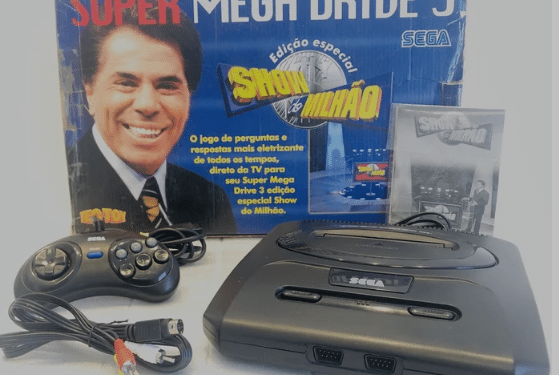 SUPER MEGA DRIVE 3
SEGA
Edição especial
SHOW
do
MILHÃO
O jogo de perguntas e
respostas mais eletrizante
de todos os tempos,
direto da TV para
seu Super Mega
Drive 3 edição
especial Show
do Milhão.
SHOW
do
MILHÃO
SEGA
SEGA